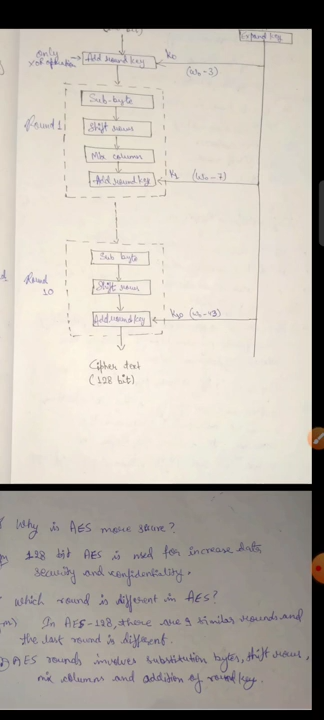 Expand key
only
xor operation → Add round key K0
(w0-3)
Sub-byte
Round 1
Shift rows
Mix columns
Add round key K1 (w4-7)
Sub byte
Round
10
Shift rows
Add round key K10 (w40-43)
Cipher text
(128 bit)
Why is AES more secure?
128 bit AES is used for increase data
security and confidentiality.
Which round is different in AES?
In AES-128, there are 9 similar rounds and
the last round is different.
AES rounds involves substitution bytes, shift rows,
mix columns and addition of round key.